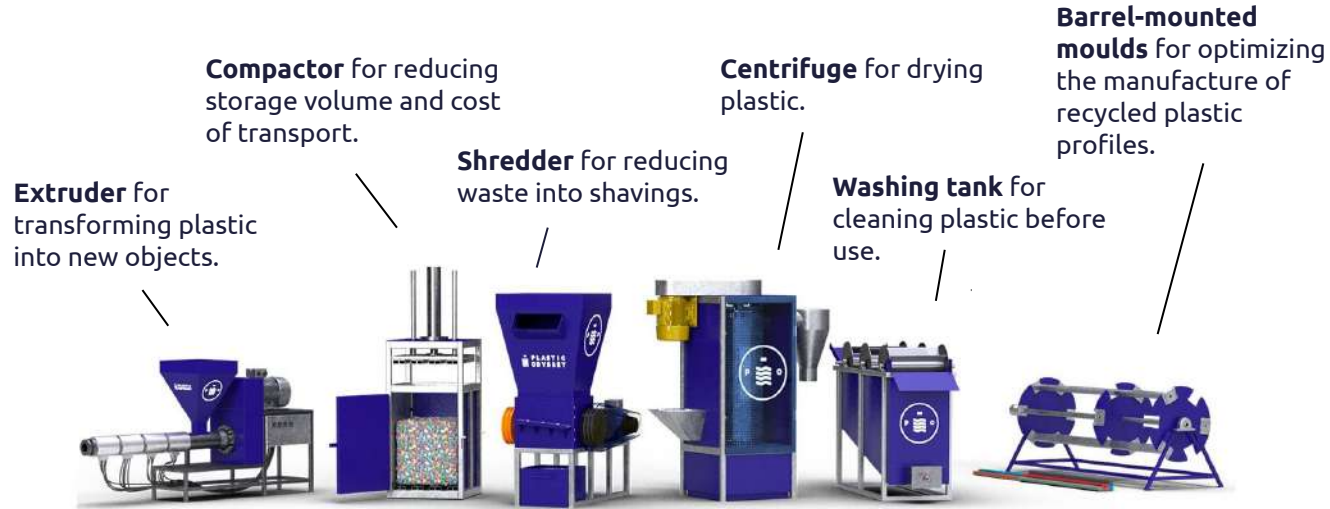 Barrel-mounted
moulds for optimizing
the manufacture of
recycled plastic
profiles.
Compactor for reducing
storage volume and cost
of transport.
Centrifuge for drying
plastic.
Shredder for reducing
waste into shavings.
Extruder for
transforming plastic
into new objects.
Washing tank for
cleaning plastic before
use.
PLASTIC
ODYSSEY
P O
P O